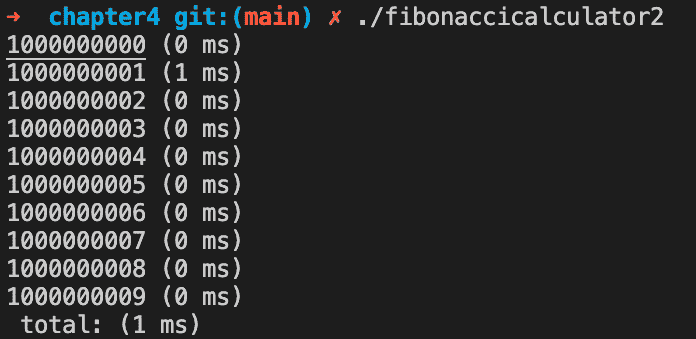 ➜  chapter4 git:(main) ✗ ./fibonaccicalculator2
1000000000 (0 ms)
1000000001 (1 ms)
1000000002 (0 ms)
1000000003 (0 ms)
1000000004 (0 ms)
1000000005 (0 ms)
1000000006 (0 ms)
1000000007 (0 ms)
1000000008 (0 ms)
1000000009 (0 ms)
 total: (1 ms)